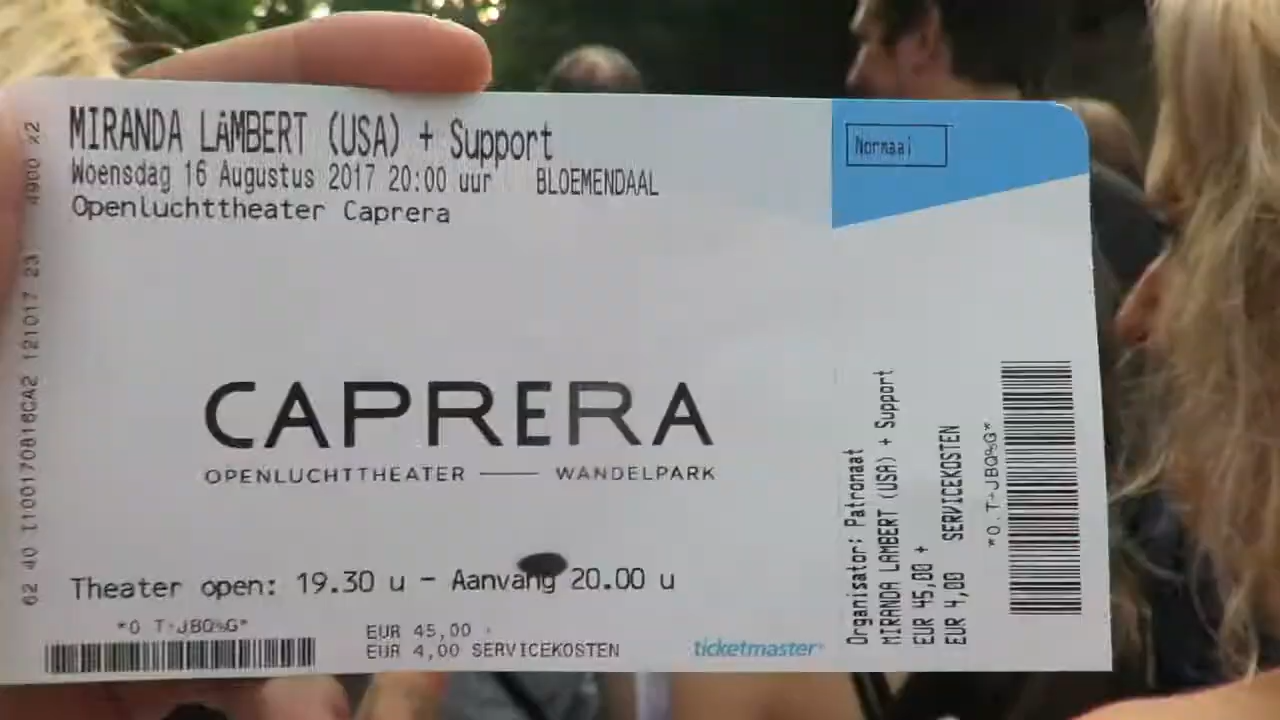 MIRANDA LAMBERT (USA) + Support
Woensdag 16 Augustus 2017 20:00 uur BLOEMENDAAL
Openluchttheater Caprera
Normaal
CAPRERA
OPENLUCHTTHEATER — WANDELPARK
Theater open: 19.30 u - Aanvang 20.00 u
*0 T-JBQ%G*
EUR 45,00 +
EUR 4,00 SERVICEKOSTEN
ticketmaster
Organisator: Patronaat
MIRANDA LAMBERT (USA) + Support
EUR 45,00 +
EUR 4,00 SERVICEKOSTEN
*0 T-JBQ%G*